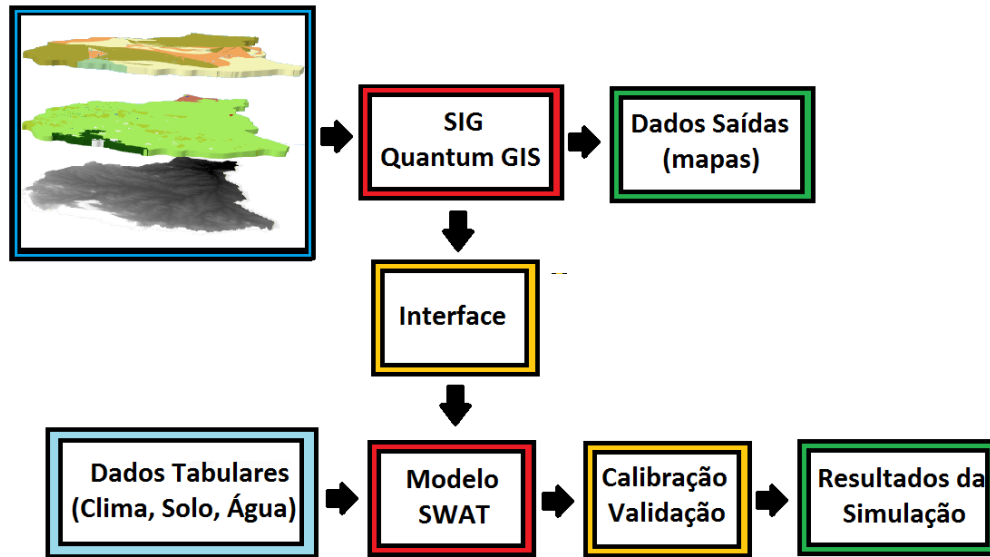 SIG
Quantum GIS
Dados Saídas
(mapas)
Interface
Dados Tabulares
(Clima, Solo, Água)
Modelo
SWAT
Calibração
Validação
Resultados da
Simulação